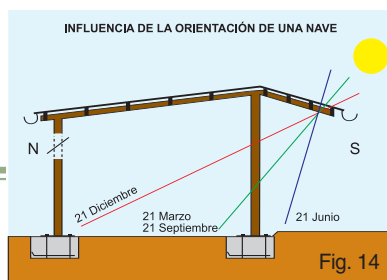 INFLUENCIA DE LA ORIENTACIÓN DE UNA NAVE
N
S
21 Diciembre
21 Marzo
21 Septiembre
21 Junio
Fig. 14